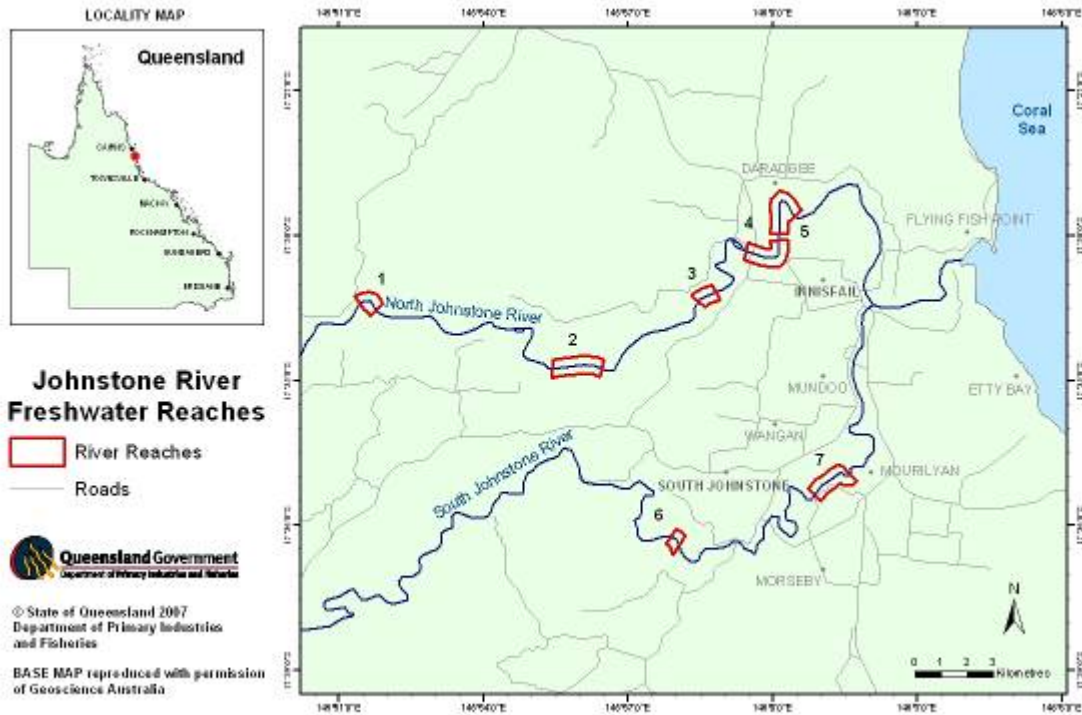 LOCALITY MAP
Queensland
CAIRNS
TOWNSVILLE
MACKAY
ROCKHAMPTON
BUNDABERG
BRISBANE
Johnstone River
Freshwater Reaches
River Reaches
Roads
Queensland Government
Department of Primary Industries and Fisheries
© State of Queensland 2007
Department of Primary Industries
and Fisheries
BASE MAP reproduced with permission
of Geoscience Australia
Coral
Sea
DARADGEE
4
5
FLYING FISH POINT
3
1
North Johnstone River
INNISFAIL
2
MUNDOO
ETTY BAY
WANGAN
South Johnstone River
7
MOURILYAN
SOUTH JOHNSTONE
6
MORSEBY
N
0 1 2 3
Kilometres